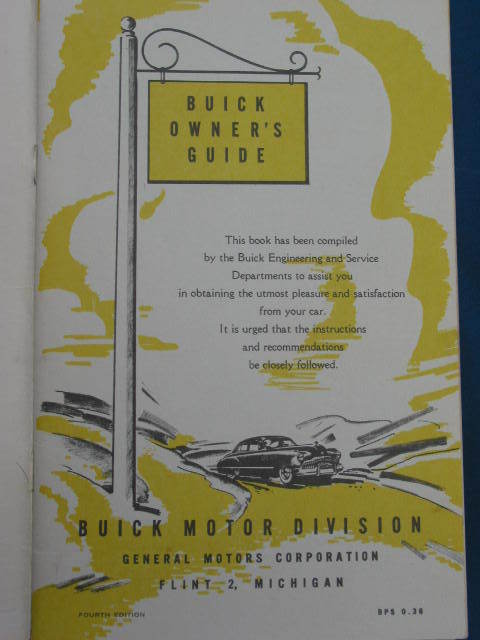 BUICK
OWNER'S
GUIDE
This book has been compiled
by the Buick Engineering and Service
Departments to assist you
in obtaining the utmost pleasure and satisfaction
from your car.
It is urged that the instructions
and recommendations
be closely followed.
BUICK MOTOR DIVISION
GENERAL MOTORS CORPORATION
FLINT 2, MICHIGAN
FOURTH EDITION
BPS 0.38